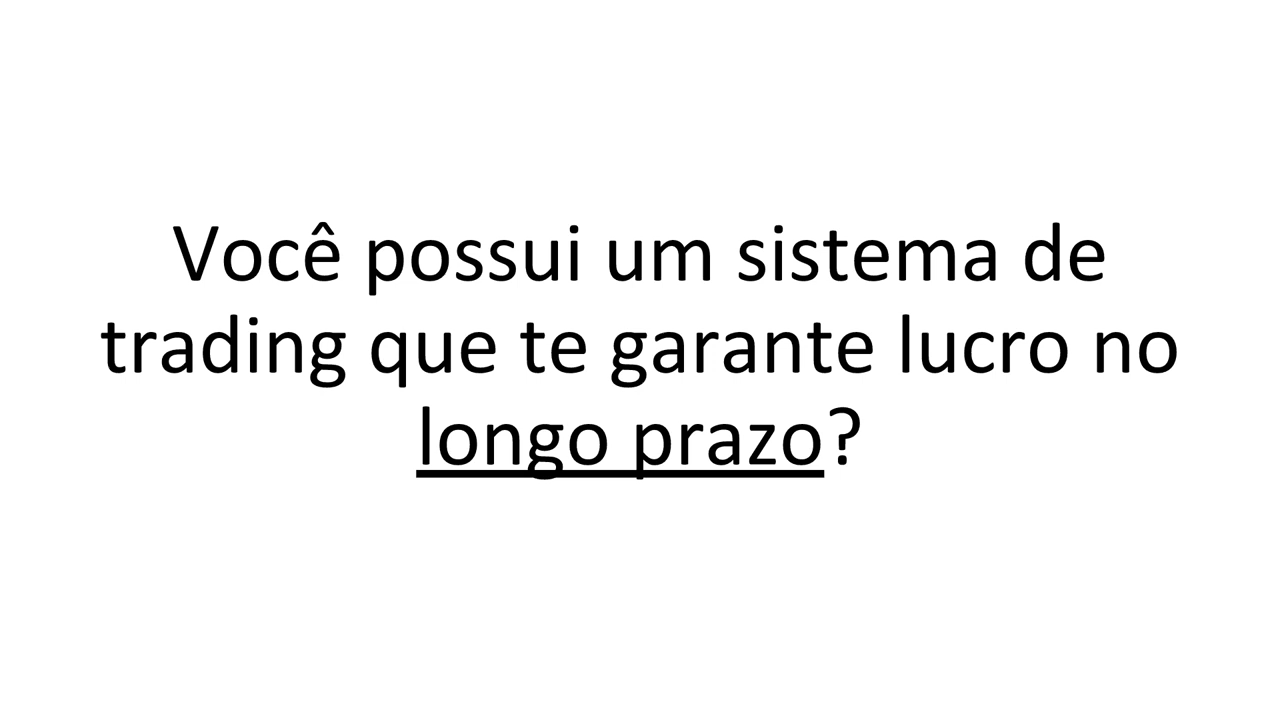 Você possui um sistema de
trading que te garante lucro no
longo prazo?